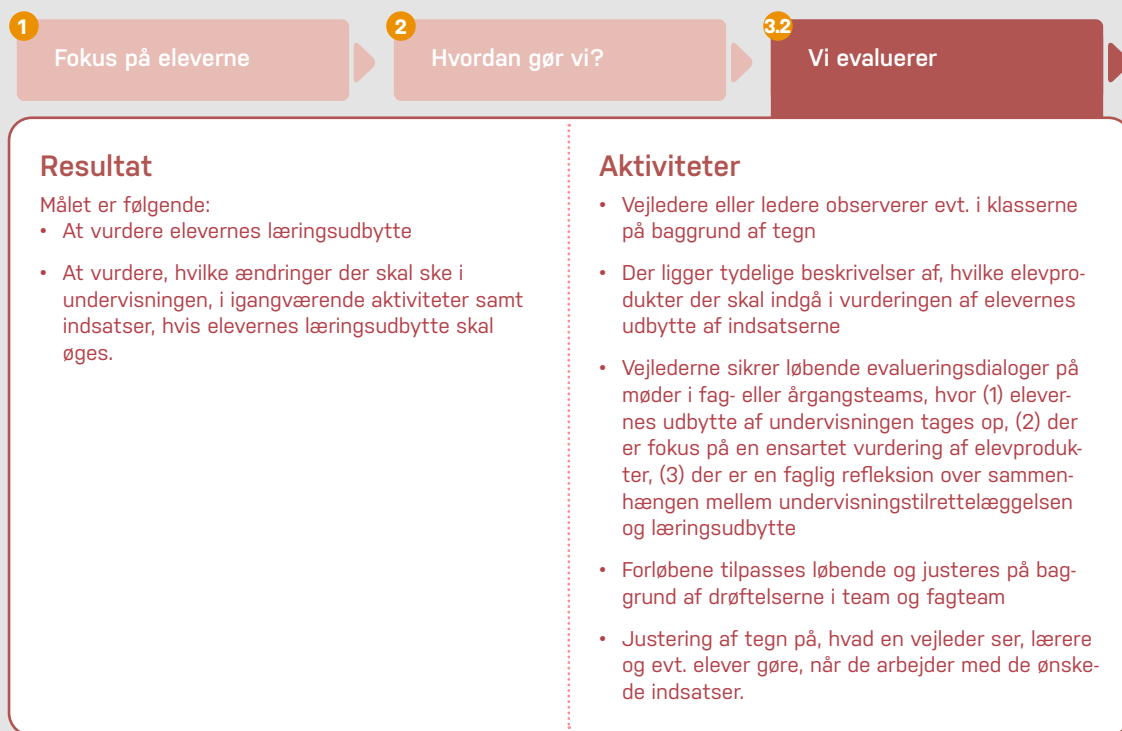 1
Fokus på eleverne
2
Hvordan gør vi?
3.2
Vi evaluerer
Resultat
Målet er følgende:
• At vurdere elevernes læringsudbytte
• At vurdere, hvilke ændringer der skal ske i
undervisningen, i igangværende aktiviteter samt
indsatser, hvis elevernes læringsudbytte skal
øges.
Aktiviteter
• Vejledere eller ledere observerer evt. i klasserne
på baggrund af tegn
• Der ligger tydelige beskrivelser af, hvilke elevpro-
dukter der skal indgå i vurderingen af elevernes
udbytte af indsatserne
• Vejlederne sikrer løbende evalueringsdialoger på
møder i fag- eller årgangsteams, hvor (1) elever-
nes udbytte af undervisningen tages op, (2) der
er fokus på en ensartet vurdering af elevproduk-
ter, (3) der er en faglig refleksion over sammen-
hængen mellem undervisningstilrettelæggelsen
og læringsudbytte
• Forløbene tilpasses løbende og justeres på bag-
grund af drøftelserne i team og fagteam
• Justering af tegn på, hvad en vejleder ser, lærere
og evt. elever gøre, når de arbejder med de ønske-
de indsatser.